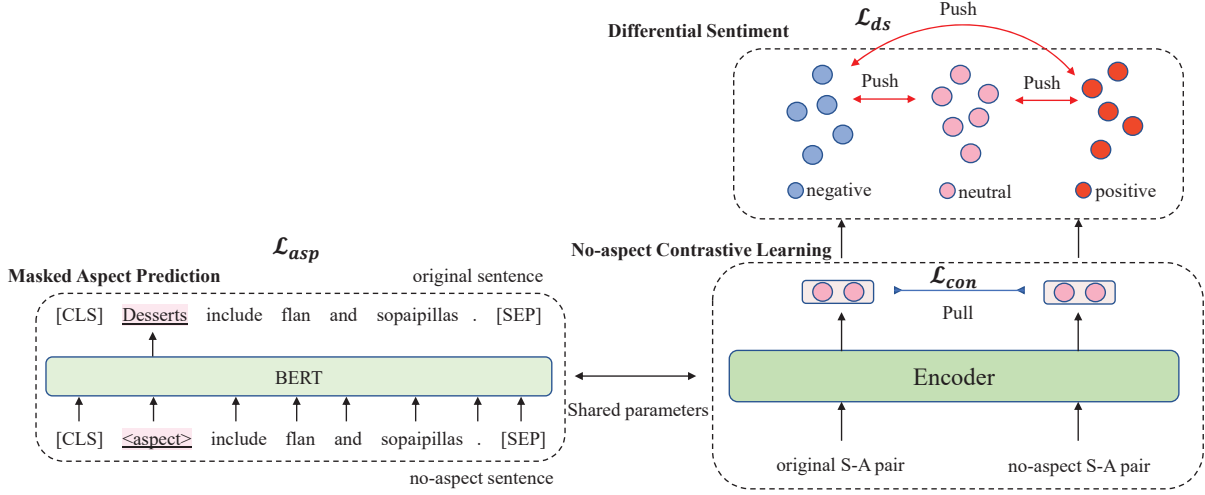 Push
Differential Sentiment
ℒds
Push
Push
negative
neutral
positive
ℒasp
No-aspect Contrastive Learning
Masked Aspect Prediction
original sentence
ℒcon
Pull
[CLS] Desserts include flan and sopaipillas . [SEP]
BERT
Encoder
Shared parameters
[CLS] <aspect> include flan and sopaipillas . [SEP]
no-aspect sentence
original S-A pair
no-aspect S-A pair